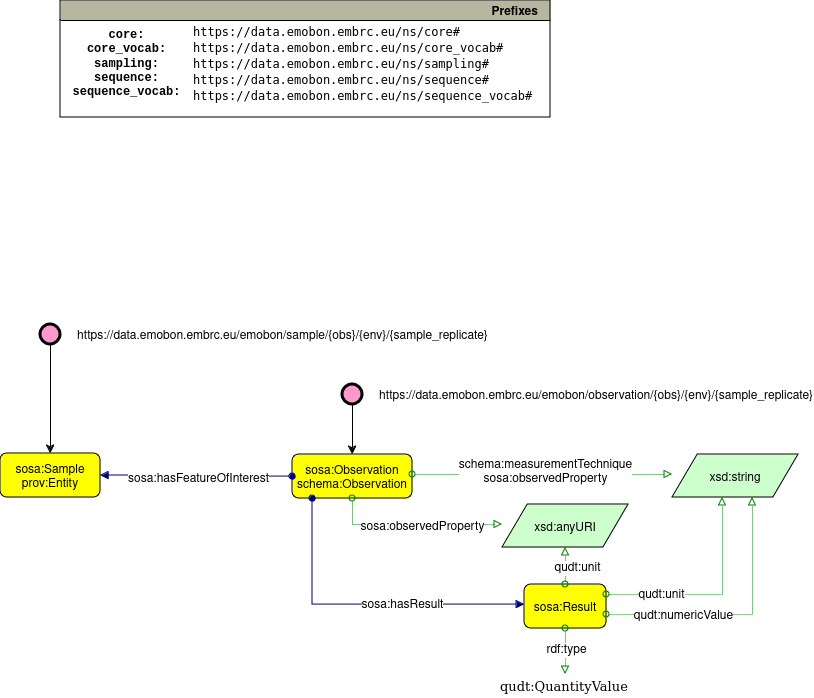 Prefixes
core: https://data.emobon.embrc.eu/ns/core#
core_vocab: https://data.emobon.embrc.eu/ns/core_vocab#
sampling: https://data.emobon.embrc.eu/ns/sampling#
sequence: https://data.emobon.embrc.eu/ns/sequence#
sequence_vocab: https://data.emobon.embrc.eu/ns/sequence_vocab#
https://data.emobon.embrc.eu/emobon/sample/{obs}/{env}/{sample_replicate}
https://data.emobon.embrc.eu/emobon/observation/{obs}/{env}/{sample_replicate}
sosa:Sample
prov:Entity
sosa:hasFeatureOfInterest
sosa:Observation
schema:Observation
schema:measurementTechnique
sosa:observedProperty
xsd:string
sosa:observedProperty
xsd:anyURI
qudt:unit
sosa:hasResult
sosa:Result
qudt:unit
qudt:numericValue
rdf:type
qudt:QuantityValue